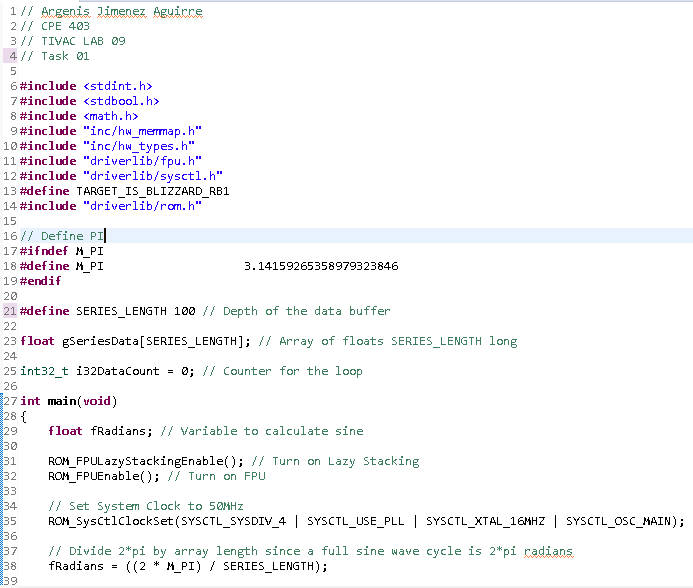 1 // Argenis Jimenez Aguirre
2 // CPE 403
3 // TIVAC LAB 09
4 // Task 01
5
6 #include <stdint.h>
7 #include <stdbool.h>
8 #include <math.h>
9 #include "inc/hw_memmap.h"
10 #include "inc/hw_types.h"
11 #include "driverlib/fpu.h"
12 #include "driverlib/sysctl.h"
13 #define TARGET_IS_BLIZZARD_RB1
14 #include "driverlib/rom.h"
15
16 // Define PI
17 #ifndef M_PI
18 #define M_PI                    3.14159265358979323846
19 #endif
20
21 #define SERIES_LENGTH 100 // Depth of the data buffer
22
23 float gSeriesData[SERIES_LENGTH]; // Array of floats SERIES_LENGTH long
24
25 int32_t i32DataCount = 0; // Counter for the loop
26
27 int main(void)
28 {
29     float fRadians; // Variable to calculate sine
30
31     ROM_FPULazyStackingEnable(); // Turn on Lazy Stacking
32     ROM_FPUEnable(); // Turn on FPU
33
34     // Set System Clock to 50MHz
35     ROM_SysCtlClockSet(SYSCTL_SYSDIV_4 | SYSCTL_USE_PLL | SYSCTL_XTAL_16MHZ | SYSCTL_OSC_MAIN);
36
37     // Divide 2*pi by array length since a full sine wave cycle is 2*pi radians
38     fRadians = ((2 * M_PI) / SERIES_LENGTH);
39